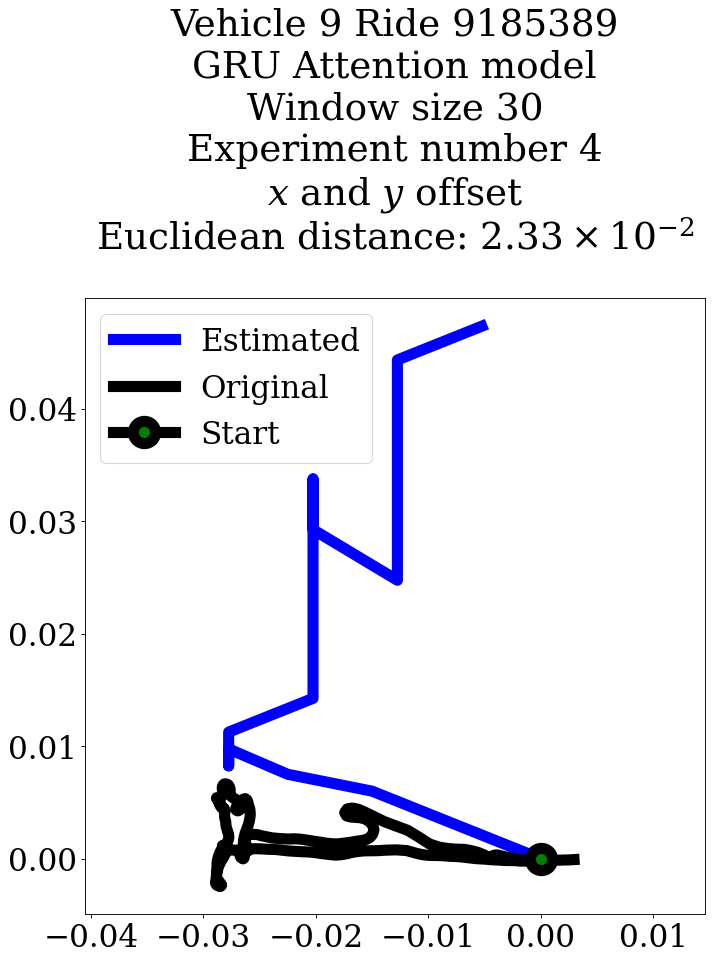 Vehicle 9 Ride 9185389
GRU Attention model
Window size 30
Experiment number 4
x and y offset
Euclidean distance: 2.33 × 10⁻²
Estimated
Original
Start
0.04
0.03
0.02
0.01
0.00
−0.04 −0.03 −0.02 −0.01 0.00 0.01